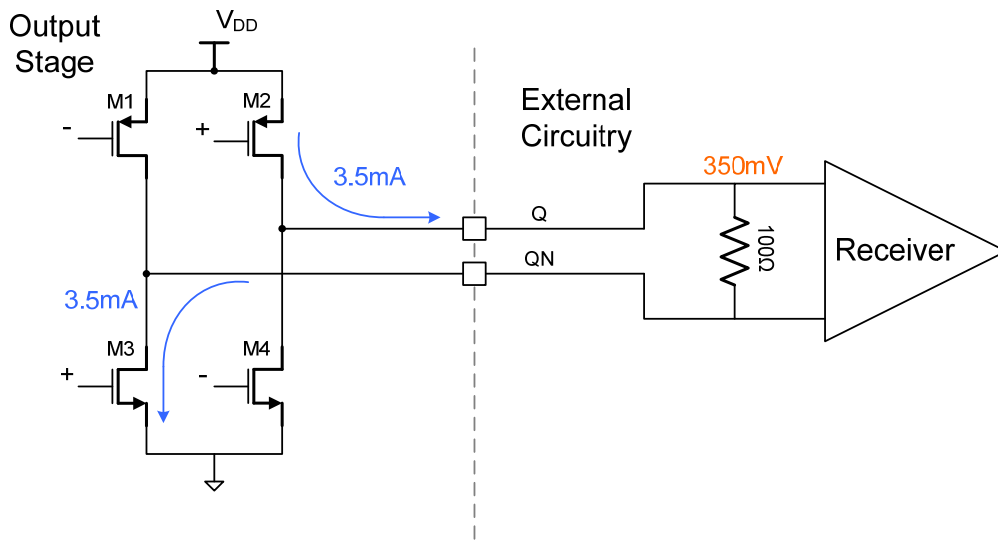 Output
Stage
VDD
M1
M2
-
+
3.5mA
External
Circuitry
350mV
Q
100Ω
Receiver
QN
3.5mA
M3
M4
+
-